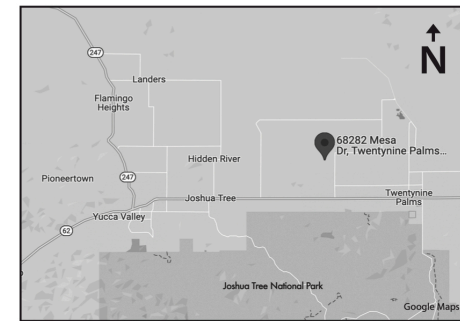 N
247
Landers
Flamingo
Heights
68282 Mesa
Dr, Twentynine Palms...
Hidden River
Pioneertown
247
Joshua Tree
Twentynine
Palms
Yucca Valley
62
Joshua Tree National Park
Google Maps